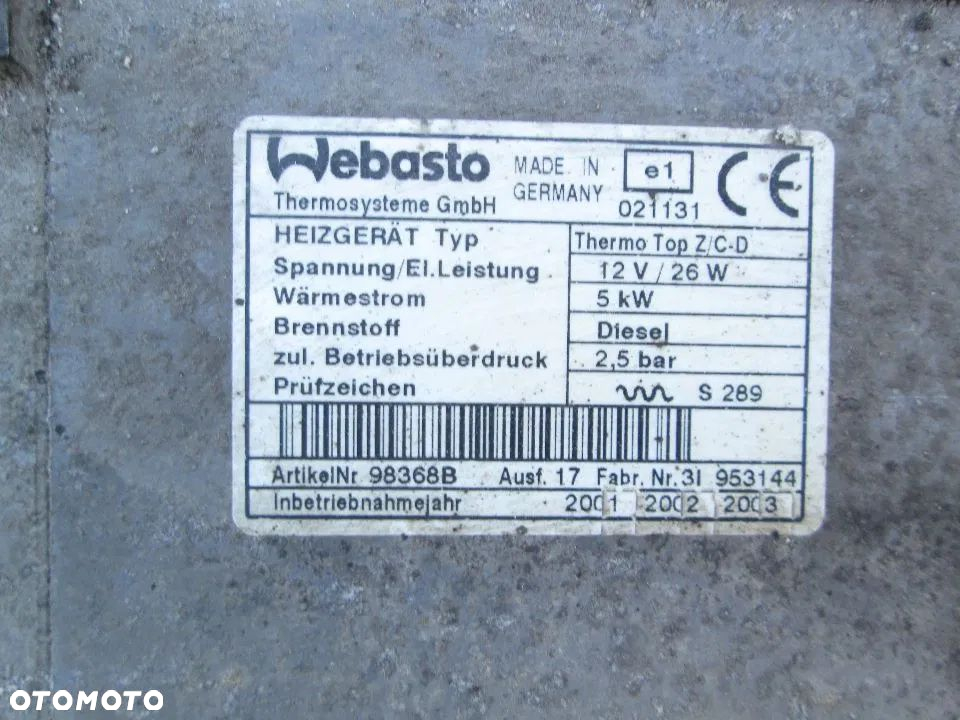 Webasto
Thermosysteme GmbH
MADE IN
GERMANY
e1
021131
CE
HEIZGERÄT Typ Thermo Top Z/C-D
Spannung/El.Leistung 12 V / 26 W
Wärmestrom 5 kW
Brennstoff Diesel
zul. Betriebsüberdruck 2,5 bar
Prüfzeichen S 289
ArtikelNr 98368B Ausf. 17 Fabr. Nr.3I 953144
Inbetriebnahmejahr 2001 2002 2003
OTOMOTO